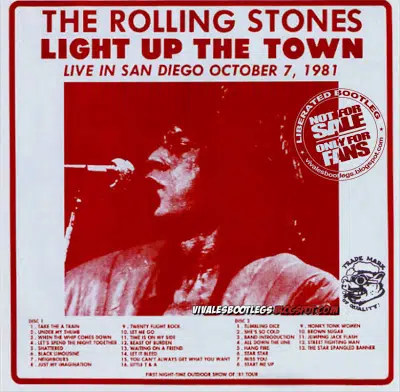 THE ROLLING STONES
LIGHT UP THE TOWN
LIVE IN SAN DIEGO OCTOBER 7, 1981
LIBERATED BOOTLEG
NOT FOR
SALE
ONLY FOR
FANS
vivalesbootlegs.blogspot.com
TRADE MARK
OF QUALITY!
VIVALESBOOTLEGS.BLOGSPOT.COM
DISC 1
1. TAKE THE A TRAIN
2. UNDER MY THUMB
3. WHEN THE WHIP COMES DOWN
4. LET'S SPEND THE NIGHT TOGETHER
5. SHATTERED
6. BLACK LIMOUSINE
7. NEIGHBOURS
8. JUST MY IMAGINATION
9. TWENTY FLIGHT ROCK
10. LET ME GO
11. TIME IS ON MY SIDE
12. BEAST OF BURDEN
13. WAITING ON A FRIEND
14. LET IT BLEED
15. YOU CAN'T ALWAYS GET WHAT YOU WANT
16. LITTLE T & A
DISC 2
1. TUMBLING DICE
2. SHE'S SO COLD
3. BAND INTRODUCTION
4. ALL DOWN THE LINE
5. HANG FIRE
6. STAR STAR
7. MISS YOU
8. START ME UP
9. HONKY TONK WOMEN
10. BROWN SUGAR
11. JUMPING JACK FLASH
12. STREET FIGHTING MAN
13. THE STAR SPANGLED BANNER
FIRST NIGHT-TIME OUTDOOR SHOW OF '81 TOUR